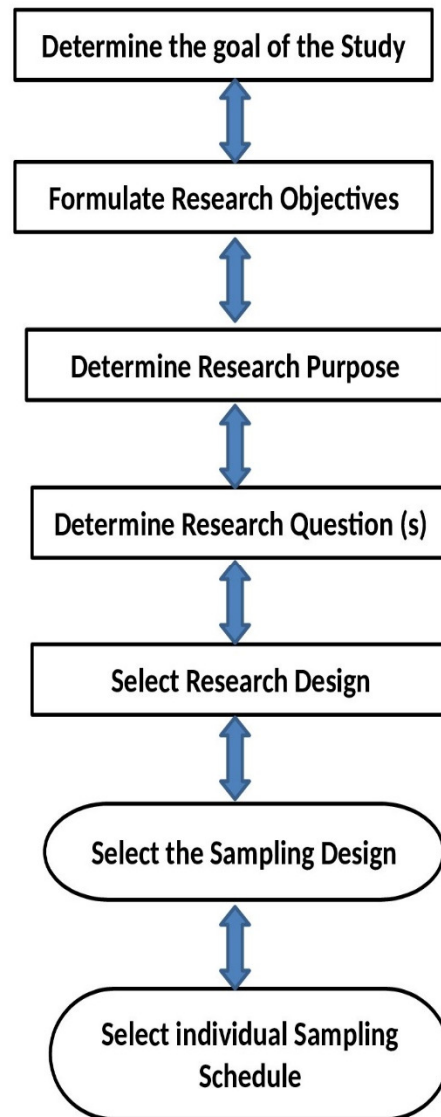 Determine the goal of the Study
Formulate Research Objectives
Determine Research Purpose
Determine Research Question (s)
Select Research Design
Select the Sampling Design
Select individual Sampling
Schedule